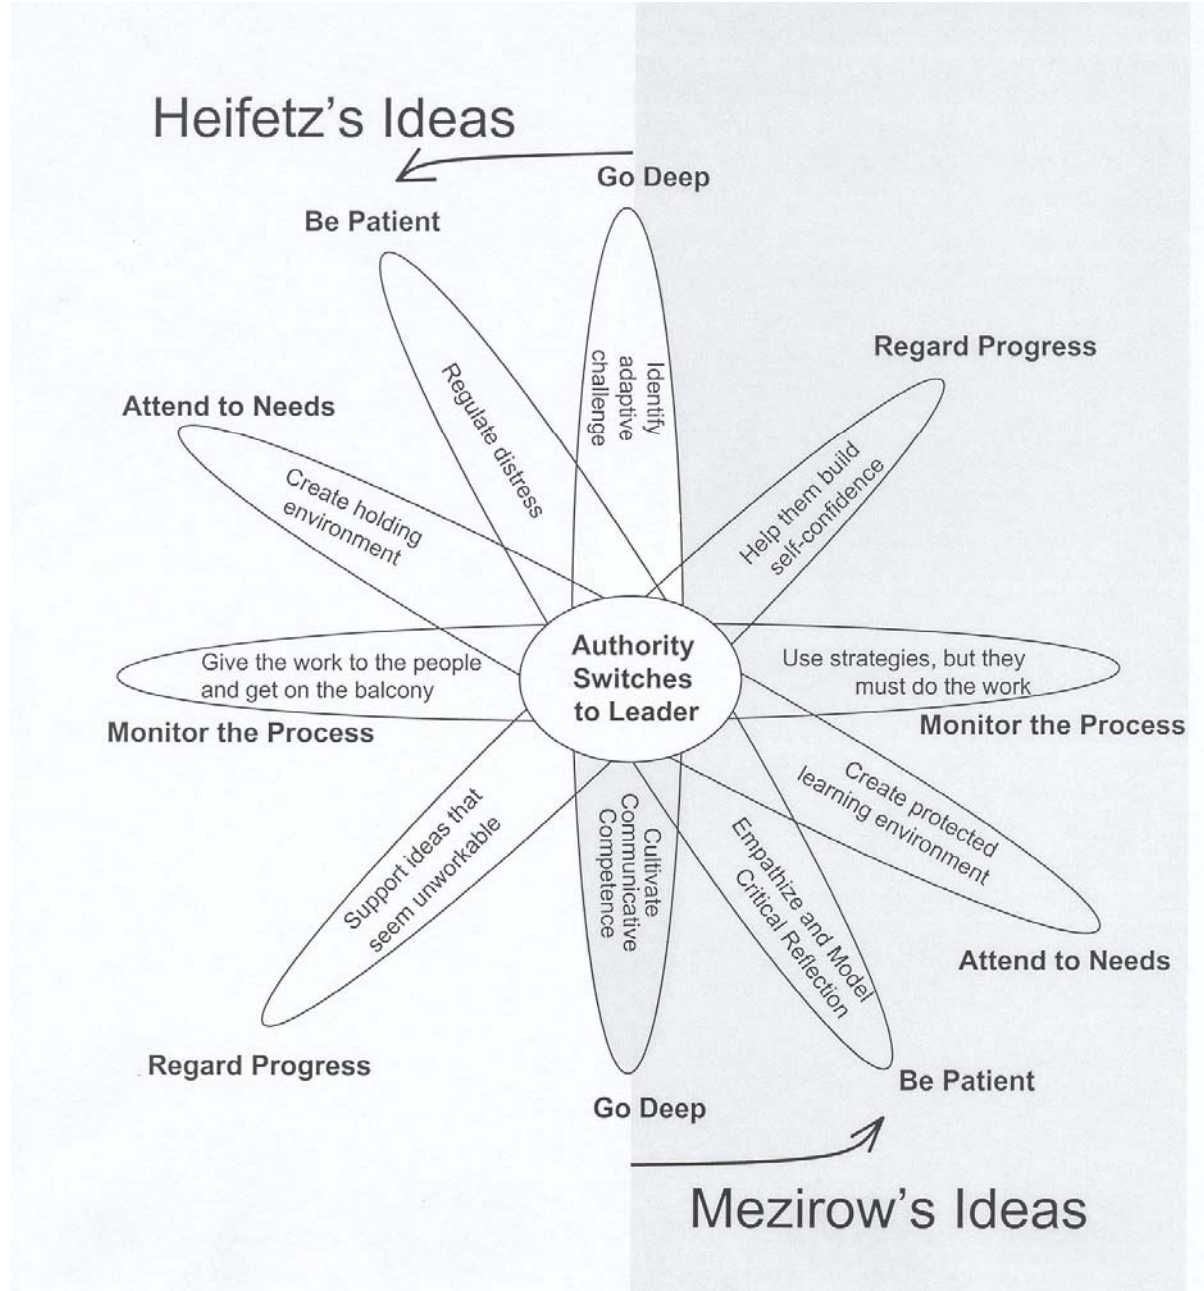 Heifetz's Ideas
Go Deep
Identify
adaptive
challenge
Be Patient
Regulate distress
Attend to Needs
Create holding
environment
Give the work to the people
and get on the balcony
Monitor the Process
Support ideas that
seem unworkable
Regard Progress
Authority
Switches
to Leader
Regard Progress
Help them build
self-confidence
Use strategies, but they
must do the work
Monitor the Process
Create protected
learning environment
Attend to Needs
Empathize and Model
Critical Reflection
Be Patient
Cultivate
Communicative
Competence
Go Deep
Mezirow's Ideas